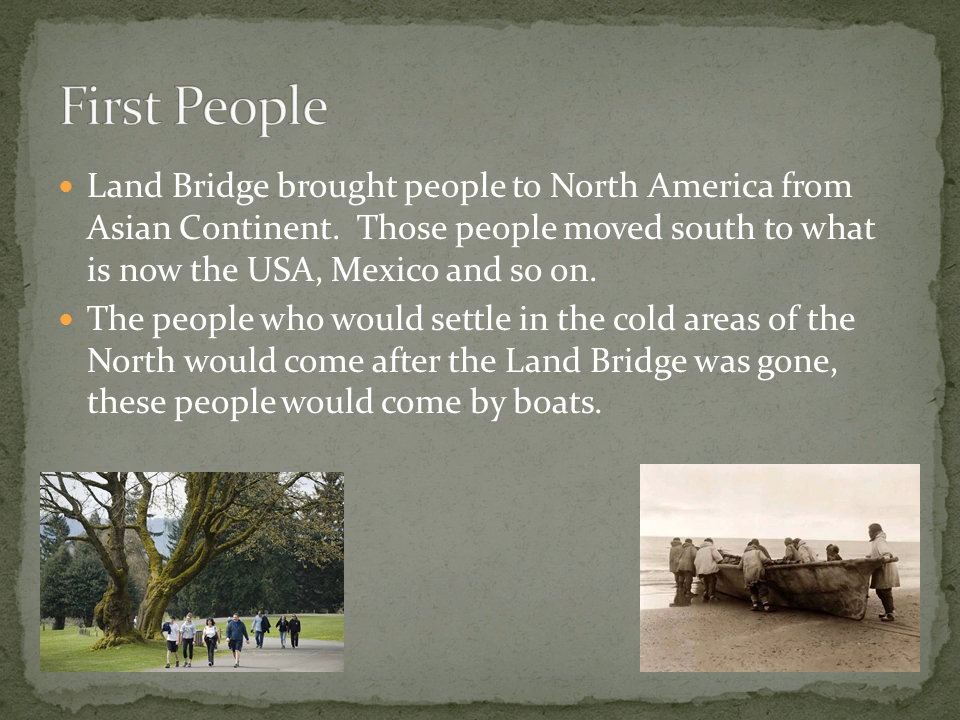 First People
• Land Bridge brought people to North America from
Asian Continent.  Those people moved south to what
is now the USA, Mexico and so on.
• The people who would settle in the cold areas of the
North would come after the Land Bridge was gone,
these people would come by boats.